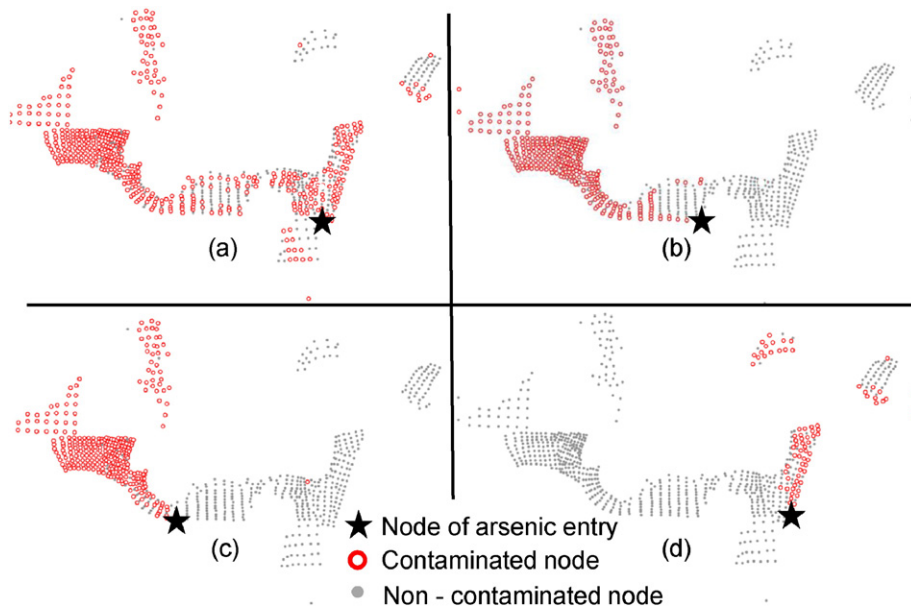 (a)
(b)
(c)
(d)
Node of arsenic entry
Contaminated node
Non - contaminated node